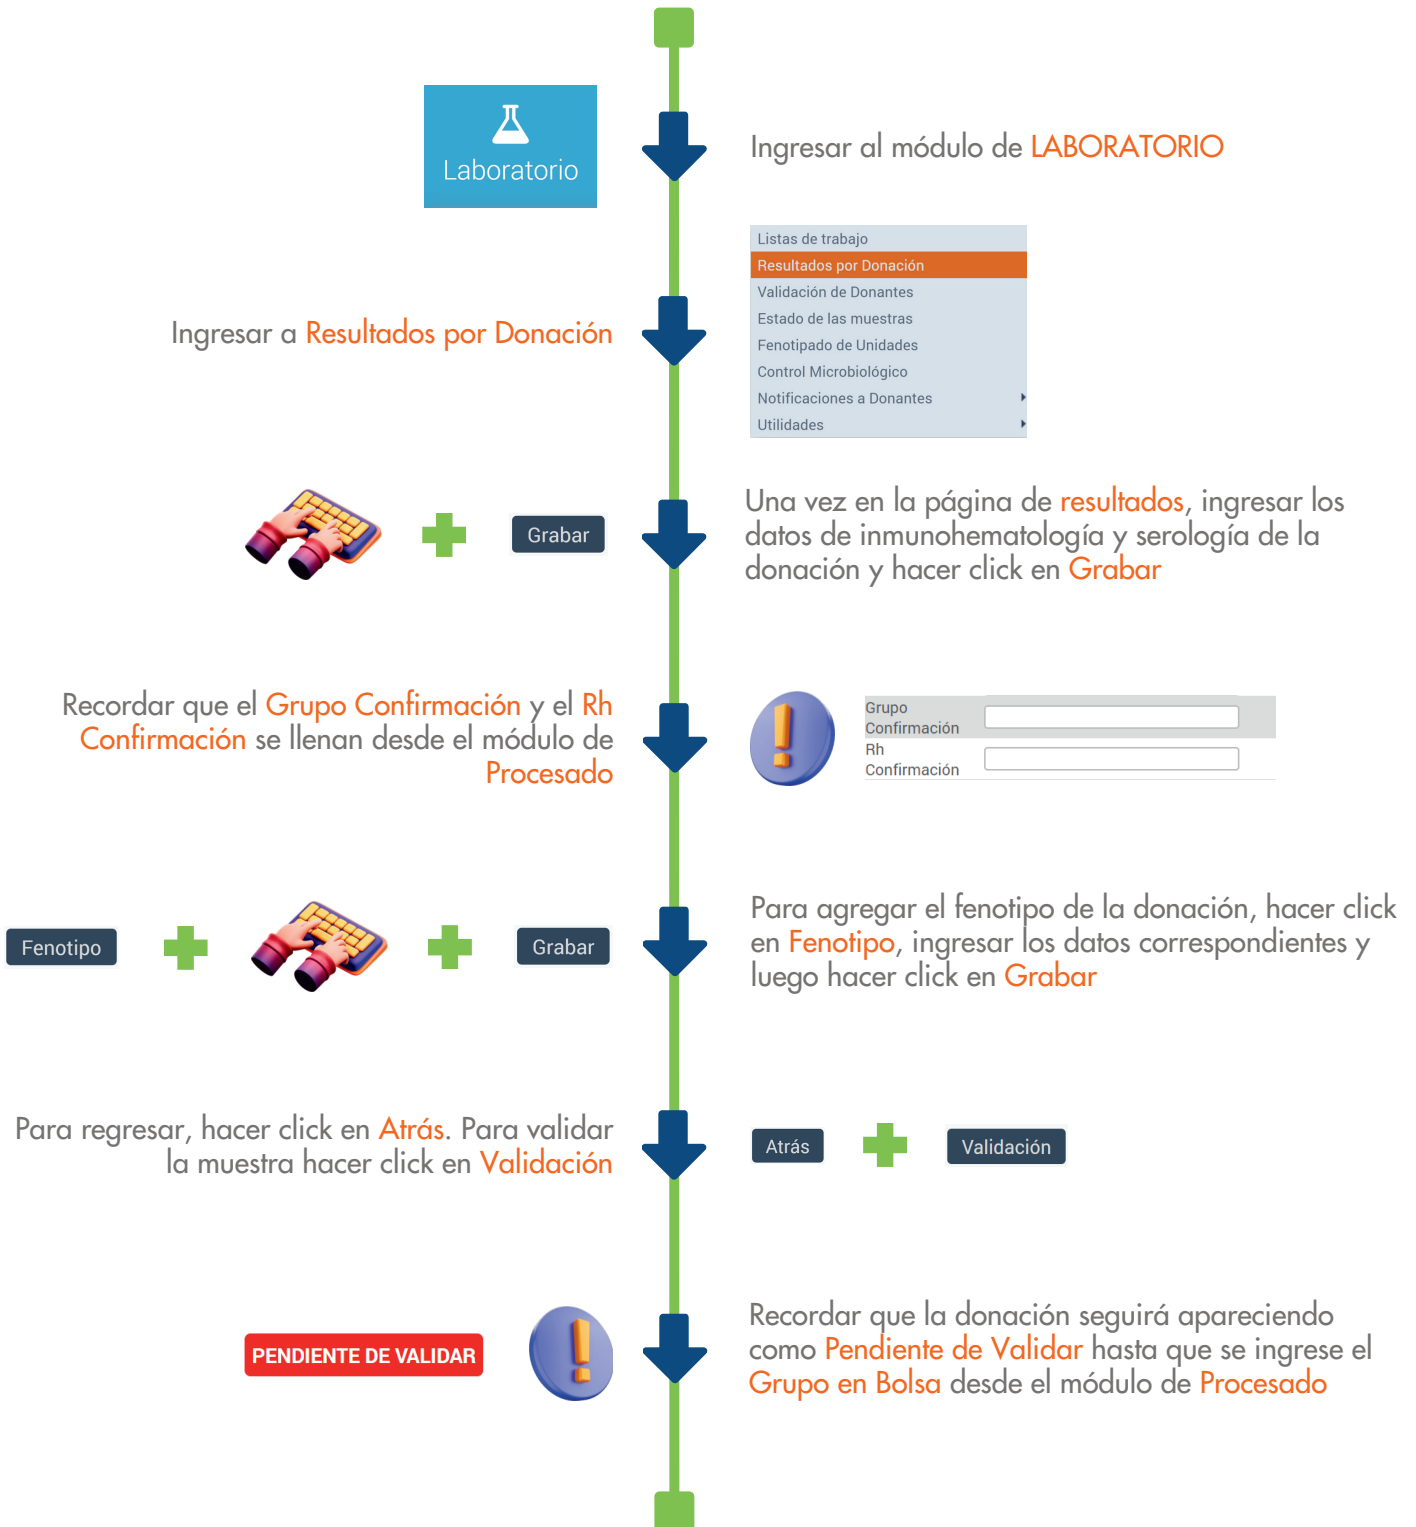 Laboratorio
Ingresar al módulo de LABORATORIO
Listas de trabajo
Resultados por Donación
Validación de Donantes
Estado de las muestras
Fenotipado de Unidades
Control Microbiológico
Notificaciones a Donantes
Utilidades
Ingresar a Resultados por Donación
Grabar
Una vez en la página de resultados, ingresar los
datos de inmunohematología y serología de la
donación y hacer click en Grabar
Recordar que el Grupo Confirmación y el Rh
Confirmación se llenan desde el módulo de
Procesado
Grupo
Confirmación
Rh
Confirmación
Fenotipo
Grabar
Para agregar el fenotipo de la donación, hacer click
en Fenotipo, ingresar los datos correspondientes y
luego hacer click en Grabar
Para regresar, hacer click en Atrás. Para validar
la muestra hacer click en Validación
Atrás
Validación
PENDIENTE DE VALIDAR
Recordar que la donación seguirá apareciendo
como Pendiente de Validar hasta que se ingrese el
Grupo en Bolsa desde el módulo de Procesado